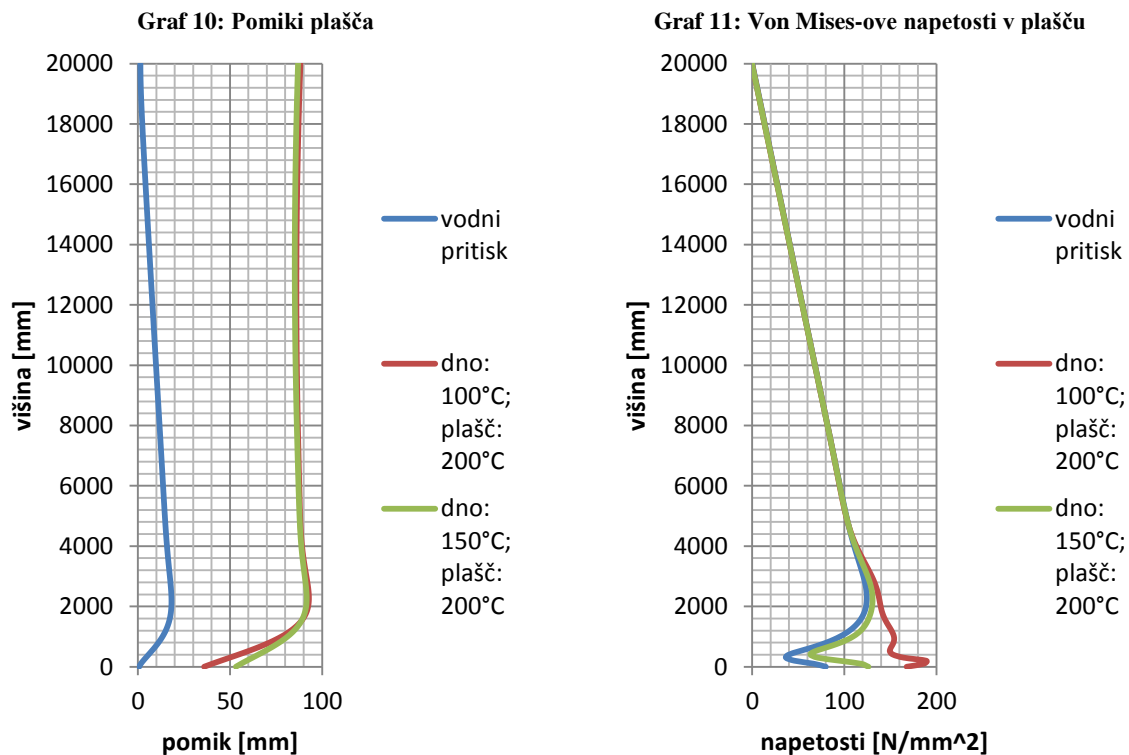 Graf 10: Pomiki plašča
20000
18000
16000
14000
12000
10000
8000
6000
4000
2000
0
višina [mm]
0
50
100
pomik [mm]
vodni
pritisk
dno:
100°C;
plašč:
200°C
dno:
150°C;
plašč:
200°C
Graf 11: Von Mises-ove napetosti v plašču
20000
18000
16000
14000
12000
10000
8000
6000
4000
2000
0
višina [mm]
0
100
200
napetosti [N/mm^2]
vodni
pritisk
dno:
100°C;
plašč:
200°C
dno:
150°C;
plašč:
200°C